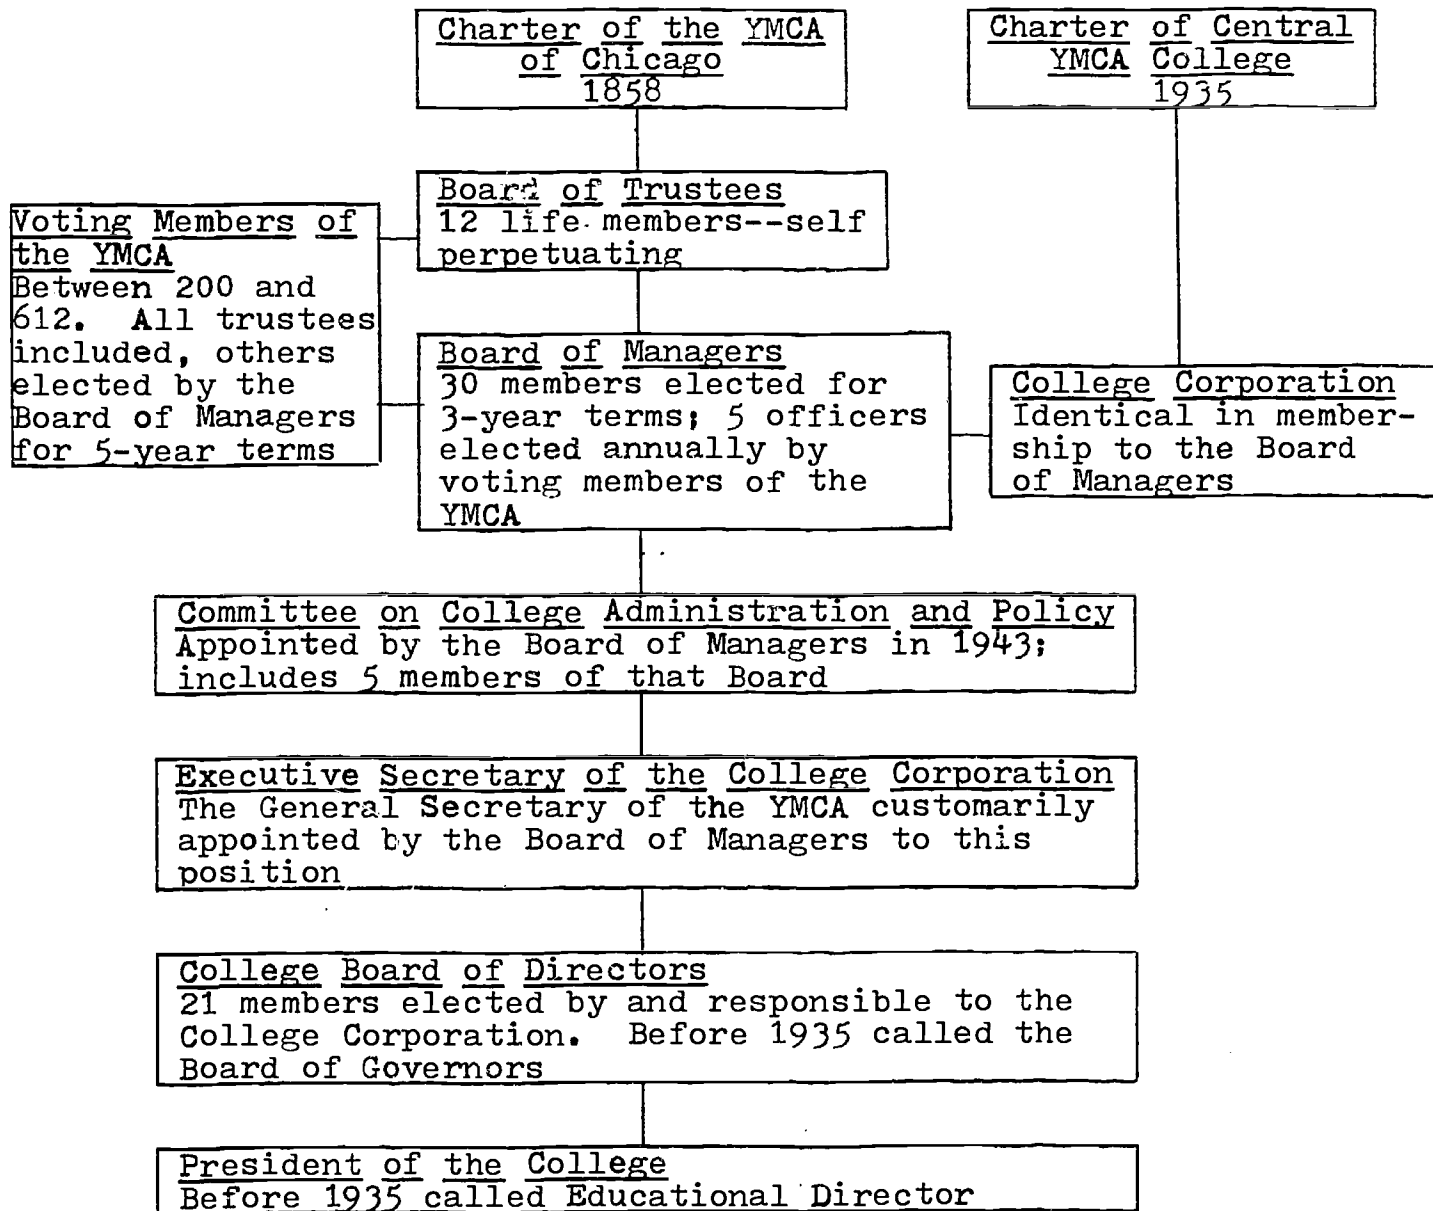 Charter of the YMCA
of Chicago
1858
Charter of Central
YMCA College
1935
Board of Trustees
12 life members--self
perpetuating
Voting Members of
the YMCA
Between 200 and
612. All trustees
included, others
elected by the
Board of Managers
for 5-year terms
Board of Managers
30 members elected for
3-year terms; 5 officers
elected annually by
voting members of the
YMCA
College Corporation
Identical in member-
ship to the Board
of Managers
Committee on College Administration and Policy
Appointed by the Board of Managers in 1943;
includes 5 members of that Board
Executive Secretary of the College Corporation
The General Secretary of the YMCA customarily
appointed by the Board of Managers to this
position
College Board of Directors
21 members elected by and responsible to the
College Corporation. Before 1935 called the
Board of Governors
President of the College
Before 1935 called Educational Director